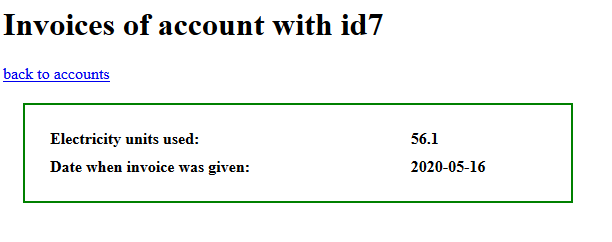 Invoices of account with id7
back to accounts
Electricity units used: 56.1
Date when invoice was given: 2020-05-16